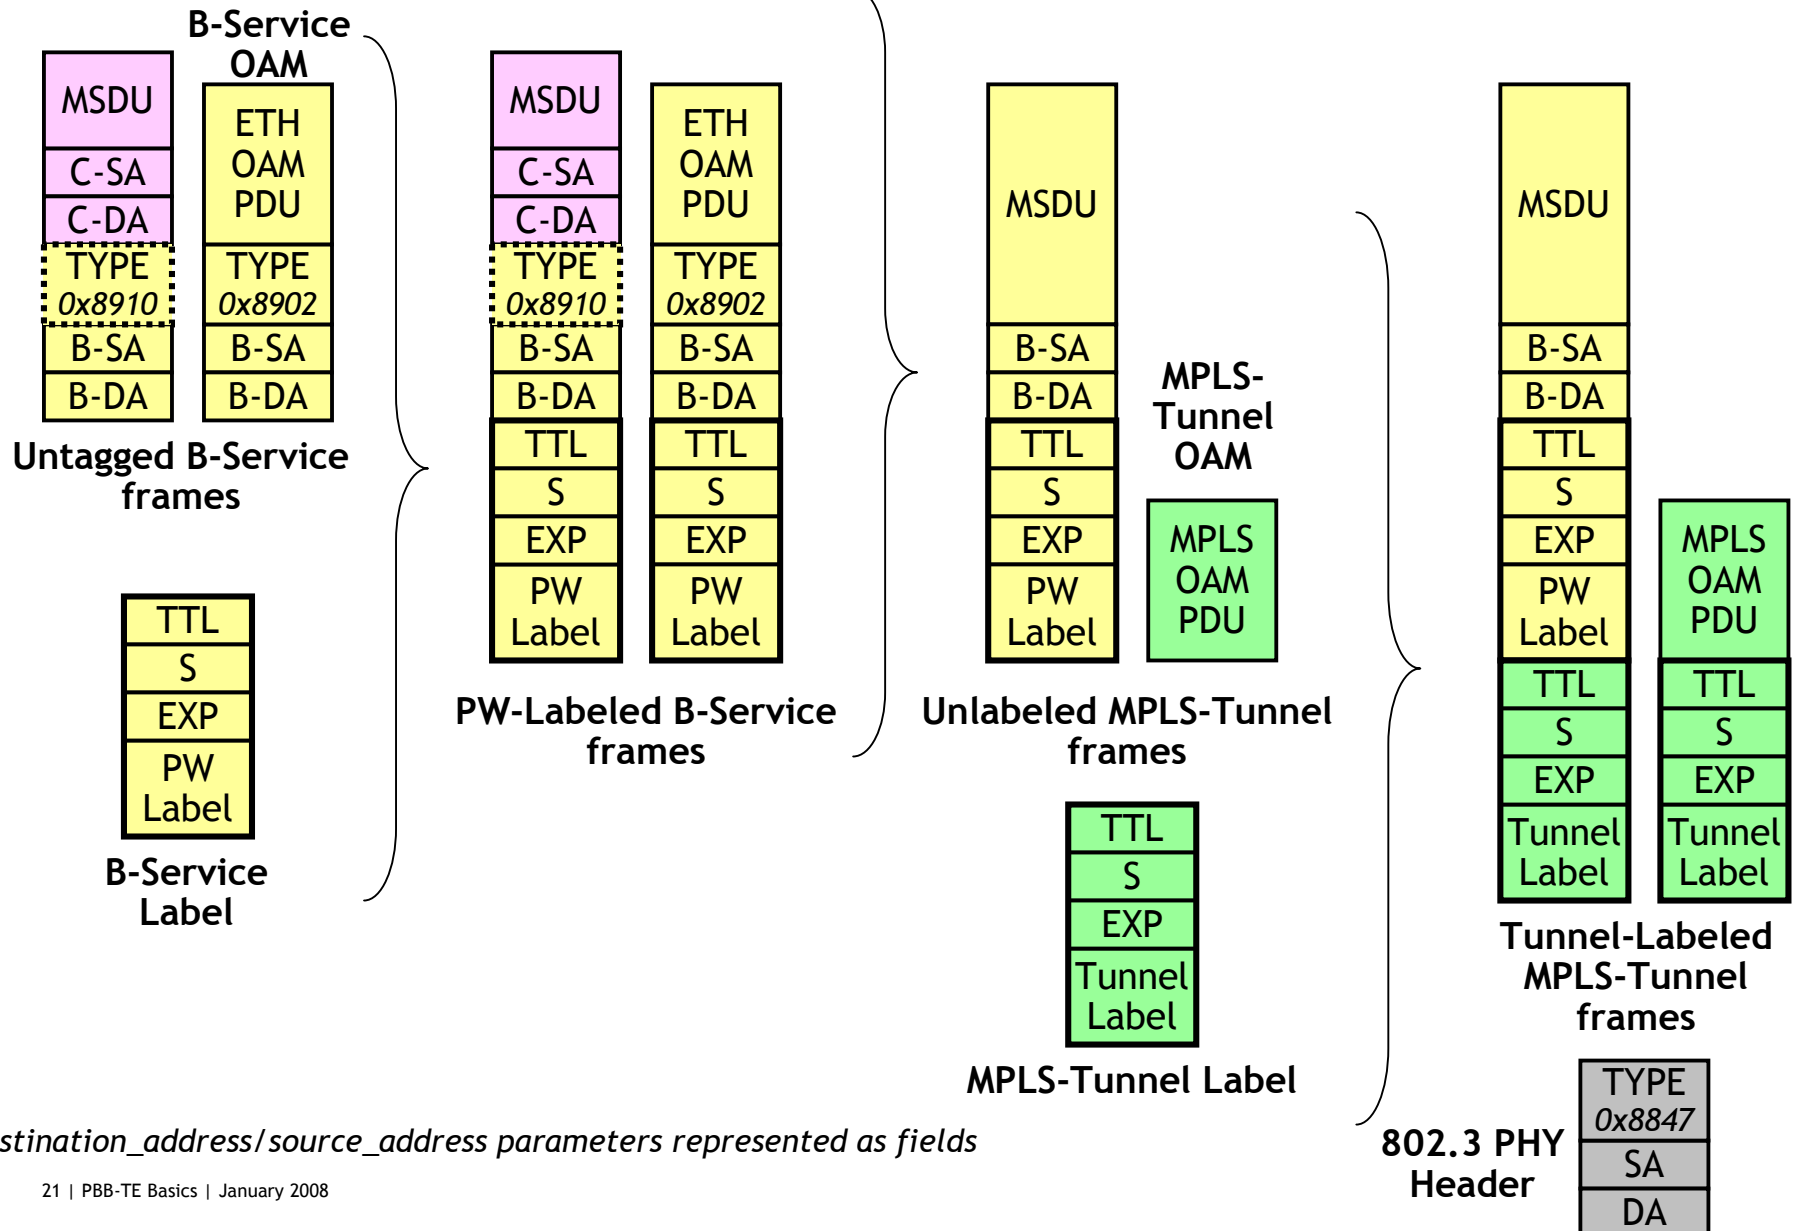 B-Service
OAM
MSDU
C-SA
C-DA
TYPE
0x8910
B-SA
B-DA
ETH
OAM
PDU
TYPE
0x8902
B-SA
B-DA
Untagged B-Service
frames
TTL
S
EXP
PW
Label
B-Service
Label
MSDU
C-SA
C-DA
TYPE
0x8910
B-SA
B-DA
TTL
S
EXP
PW
Label
ETH
OAM
PDU
TYPE
0x8902
B-SA
B-DA
TTL
S
EXP
PW
Label
PW-Labeled B-Service
frames
MSDU
B-SA
B-DA
TTL
S
EXP
PW
Label
MPLS-
Tunnel
OAM
MPLS
OAM
PDU
Unlabeled MPLS-Tunnel
frames
TTL
S
EXP
Tunnel
Label
MPLS-Tunnel Label
MSDU
B-SA
B-DA
TTL
S
EXP
PW
Label
TTL
S
EXP
Tunnel
Label
MPLS
OAM
PDU
TTL
S
EXP
Tunnel
Label
Tunnel-Labeled
MPLS-Tunnel
frames
802.3 PHY
Header
TYPE
0x8847
SA
DA
stination_address/source_address parameters represented as fields
21 | PBB-TE Basics | January 2008